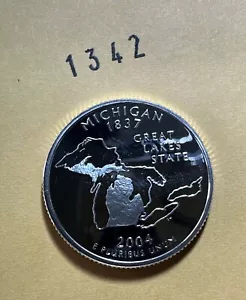 1342
MICHIGAN
1837
GREAT
LAKES
STATE
2004
E PLURIBUS UNUM